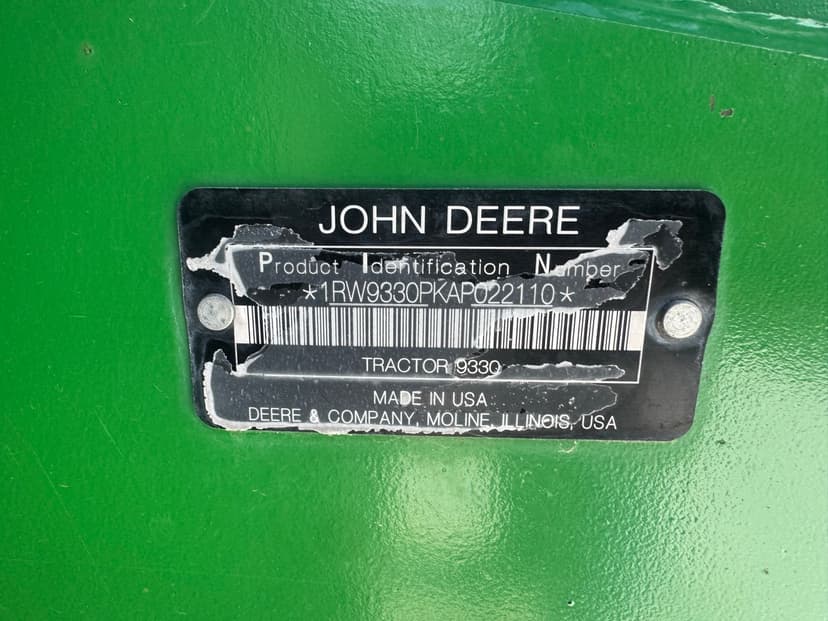 JOHN DEERE
Product Identification Number
*1RW9330PKAP022110*
TRACTOR 9330
MADE IN USA
DEERE & COMPANY, MOLINE, ILLINOIS, USA